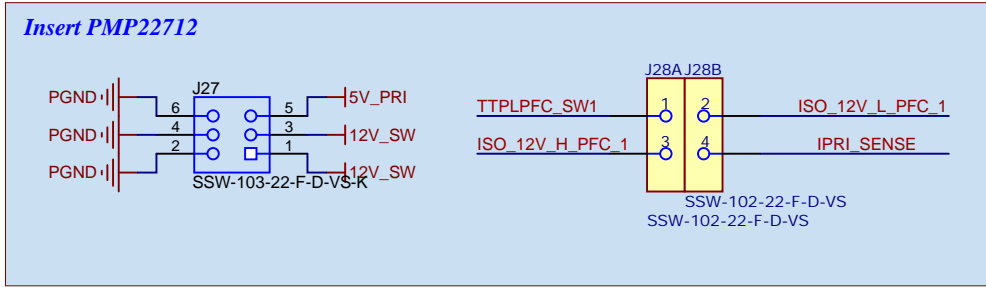 Insert PMP22712
J27
PGND
6
5
5V_PRI
PGND
4
3
12V_SW
PGND
2
1
12V_SW
SSW-103-22-F-D-VS-K
J28A
J28B
TTPLPFC_SW1
1
2
ISO_12V_L_PFC_1
ISO_12V_H_PFC_1
3
4
IPRI_SENSE
SSW-102-22-F-D-VS
SSW-102-22-F-D-VS